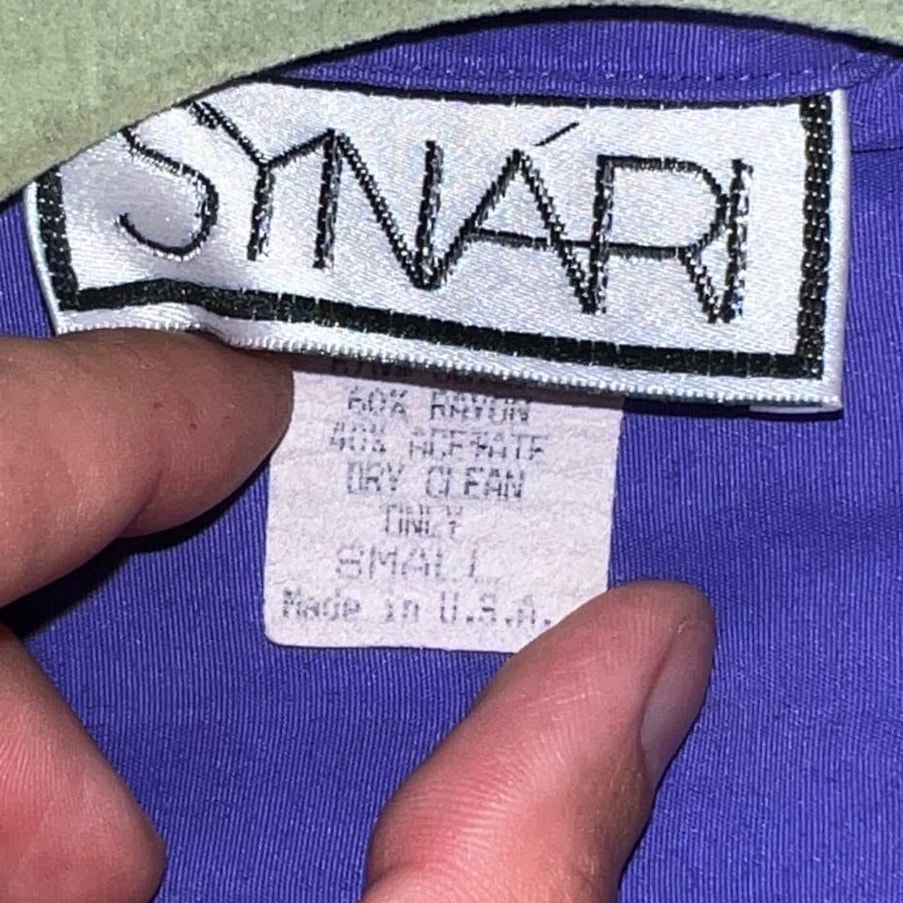 SYNÁRI
60% RAYON
40% ACETATE
DRY CLEAN
ONLY
SMALL
Made in U.S.A.